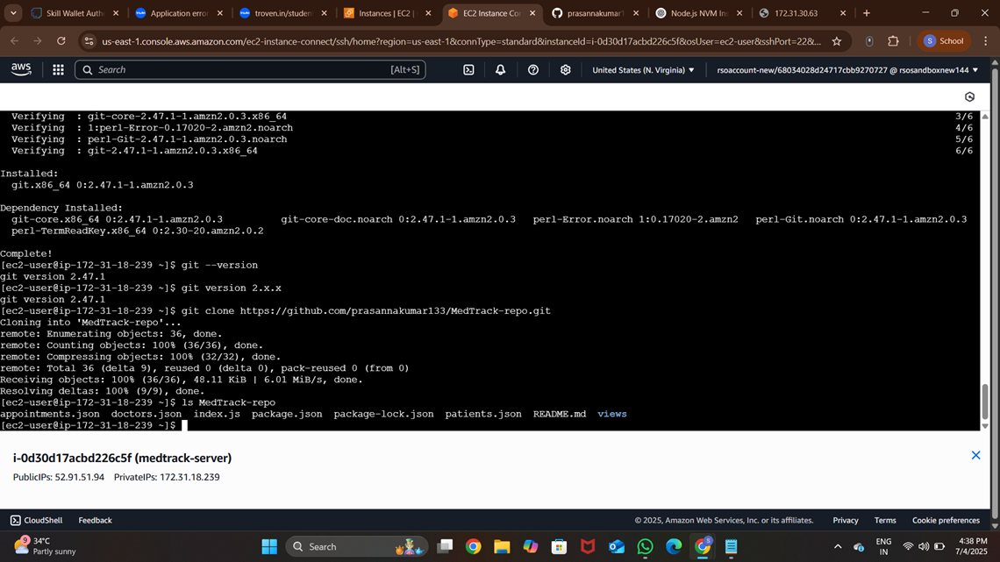 Skill Wallet Auth
Application erro
troven.in/studen
Instances | EC2 |
EC2 Instance Co
prasannakumar1
Node.js NVM Ins
172.31.30.63
us-east-1.console.aws.amazon.com/ec2-instance-connect/ssh/home?region=us-east-1&connType=standard&instanceId=i-0d30d17acbd226c5f&osUser=ec2-user&sshPort=22&...
S School
aws Search [Alt+S] United States (N. Virginia) rsoaccount-new/68034028d24717cbb9270727 @ rsosandboxnew144
Verifying : git-core-2.47.1-1.amzn2.0.3.x86_64 3/6
Verifying : 1:perl-Error-0.17020-2.amzn2.noarch 4/6
Verifying : perl-Git-2.47.1-1.amzn2.0.3.noarch 5/6
Verifying : git-2.47.1-1.amzn2.0.3.x86_64 6/6
Installed:
git.x86_64 0:2.47.1-1.amzn2.0.3
Dependency Installed:
git-core.x86_64 0:2.47.1-1.amzn2.0.3 git-core-doc.noarch 0:2.47.1-1.amzn2.0.3 perl-Error.noarch 1:0.17020-2.amzn2 perl-Git.noarch 0:2.47.1-1.amzn2.0.3
perl-TermReadKey.x86_64 0:2.30-20.amzn2.0.2
Complete!
[ec2-user@ip-172-31-18-239 ~]$ git --version
git version 2.47.1
[ec2-user@ip-172-31-18-239 ~]$ git version 2.x.x
git version 2.47.1
[ec2-user@ip-172-31-18-239 ~]$ git clone https://github.com/prasannakumar133/MedTrack-repo.git
Cloning into 'MedTrack-repo'...
remote: Enumerating objects: 36, done.
remote: Counting objects: 100% (36/36), done.
remote: Compressing objects: 100% (32/32), done.
remote: Total 36 (delta 9), reused 0 (delta 0), pack-reused 0 (from 0)
Receiving objects: 100% (36/36), 48.11 KiB | 6.01 MiB/s, done.
Resolving deltas: 100% (9/9), done.
[ec2-user@ip-172-31-18-239 ~]$ ls MedTrack-repo
appointments.json doctors.json index.js package.json package-lock.json patients.json README.md views
[ec2-user@ip-172-31-18-239 ~]$
i-0d30d17acbd226c5f (medtrack-server)
PublicIPs: 52.91.51.94 PrivateIPs: 172.31.18.239
CloudShell Feedback © 2025, Amazon Web Services, Inc. or its affiliates. Privacy Terms Cookie preferences
9 34°C
Partly sunny
Search
ENG
IN
4:38 PM
7/4/2025